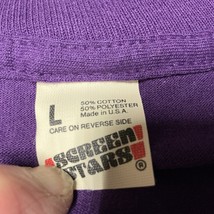 L
50% COTTON
50% POLYESTER
Made in U.S.A.
CARE ON REVERSE SIDE
SCREEN
STARS
®